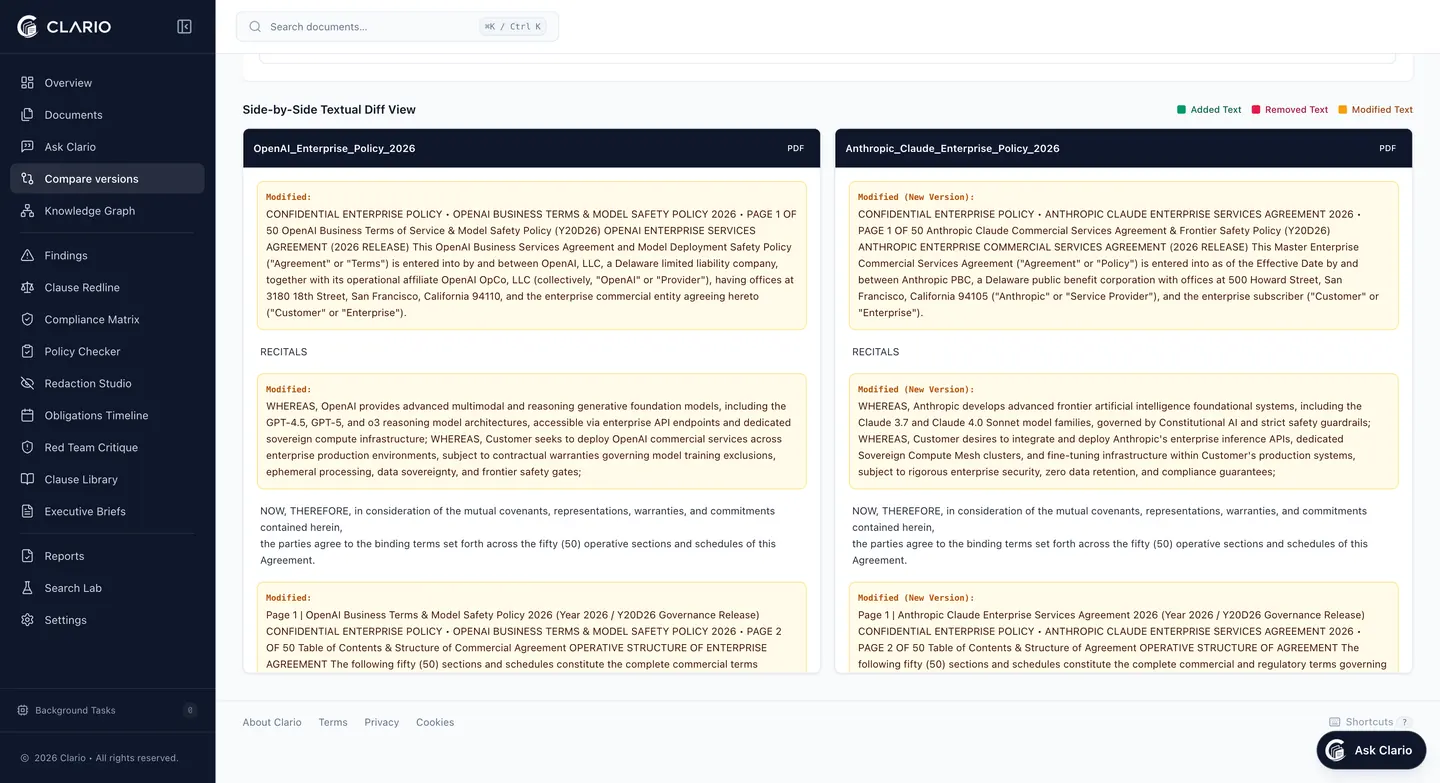 CLARIO
Search documents...
⌘K / Ctrl K
Overview
Documents
Ask Clario
Compare versions
Knowledge Graph
Findings
Clause Redline
Compliance Matrix
Policy Checker
Redaction Studio
Obligations Timeline
Red Team Critique
Clause Library
Executive Briefs
Reports
Search Lab
Settings
Background Tasks
0
© 2026 Clario • All rights reserved.
Side-by-Side Textual Diff View
Added Text
Removed Text
Modified Text
OpenAI_Enterprise_Policy_2026
PDF
Modified:
CONFIDENTIAL ENTERPRISE POLICY • OPENAI BUSINESS TERMS & MODEL SAFETY POLICY 2026 • PAGE 1 OF
50 OpenAI Business Terms of Service & Model Safety Policy (Y20D26) OPENAI ENTERPRISE SERVICES
AGREEMENT (2026 RELEASE) This OpenAI Business Services Agreement and Model Deployment Safety Policy
("Agreement" or "Terms") is entered into by and between OpenAI, LLC, a Delaware limited liability company,
together with its operational affiliate OpenAI OpCo, LLC (collectively, "OpenAI" or "Provider"), having offices at
3180 18th Street, San Francisco, California 94110, and the enterprise commercial entity agreeing hereto
("Customer" or "Enterprise").
RECITALS
Modified:
WHEREAS, OpenAI provides advanced multimodal and reasoning generative foundation models, including the
GPT-4.5, GPT-5, and o3 reasoning model architectures, accessible via enterprise API endpoints and dedicated
sovereign compute infrastructure; WHEREAS, Customer seeks to deploy OpenAI commercial services across
enterprise production environments, subject to contractual warranties governing model training exclusions,
ephemeral processing, data sovereignty, and frontier safety gates;
NOW, THEREFORE, in consideration of the mutual covenants, representations, warranties, and commitments
contained herein,
the parties agree to the binding terms set forth across the fifty (50) operative sections and schedules of this
Agreement.
Modified:
Page 1 | OpenAI Business Terms & Model Safety Policy 2026 (Year 2026 / Y20D26 Governance Release)
CONFIDENTIAL ENTERPRISE POLICY • OPENAI BUSINESS TERMS & MODEL SAFETY POLICY 2026 • PAGE 2
OF 50 Table of Contents & Structure of Commercial Agreement OPERATIVE STRUCTURE OF ENTERPRISE
AGREEMENT The following fifty (50) sections and schedules constitute the complete commercial terms
Anthropic_Claude_Enterprise_Policy_2026
PDF
Modified (New Version):
CONFIDENTIAL ENTERPRISE POLICY • ANTHROPIC CLAUDE ENTERPRISE SERVICES AGREEMENT 2026 •
PAGE 1 OF 50 Anthropic Claude Commercial Services Agreement & Frontier Safety Policy (Y20D26)
ANTHROPIC ENTERPRISE COMMERCIAL SERVICES AGREEMENT (2026 RELEASE) This Master Enterprise
Commercial Services Agreement ("Agreement" or "Policy") is entered into as of the Effective Date by and
between Anthropic PBC, a Delaware public benefit corporation with offices at 500 Howard Street, San
Francisco, California 94105 ("Anthropic" or "Service Provider"), and the enterprise subscriber ("Customer" or
"Enterprise").
RECITALS
Modified (New Version):
WHEREAS, Anthropic develops advanced frontier artificial intelligence foundational systems, including the
Claude 3.7 and Claude 4.0 Sonnet model families, governed by Constitutional AI and strict safety guardrails;
WHEREAS, Customer desires to integrate and deploy Anthropic's enterprise inference APIs, dedicated
Sovereign Compute Mesh clusters, and fine-tuning infrastructure within Customer's production systems,
subject to rigorous enterprise security, zero data retention, and compliance guarantees;
NOW, THEREFORE, in consideration of the mutual covenants, representations, warranties, and commitments
contained herein,
the parties agree to the binding terms set forth across the fifty (50) operative sections and schedules of this
Agreement.
Modified (New Version):
Page 1 | Anthropic Claude Enterprise Services Agreement 2026 (Year 2026 / Y20D26 Governance Release)
CONFIDENTIAL ENTERPRISE POLICY • ANTHROPIC CLAUDE ENTERPRISE SERVICES AGREEMENT 2026 •
PAGE 2 OF 50 Table of Contents & Structure of Agreement OPERATIVE STRUCTURE OF AGREEMENT The
following fifty (50) sections and schedules constitute the complete commercial and regulatory terms governing
About Clario
Terms
Privacy
Cookies
Shortcuts ?
Ask Clario